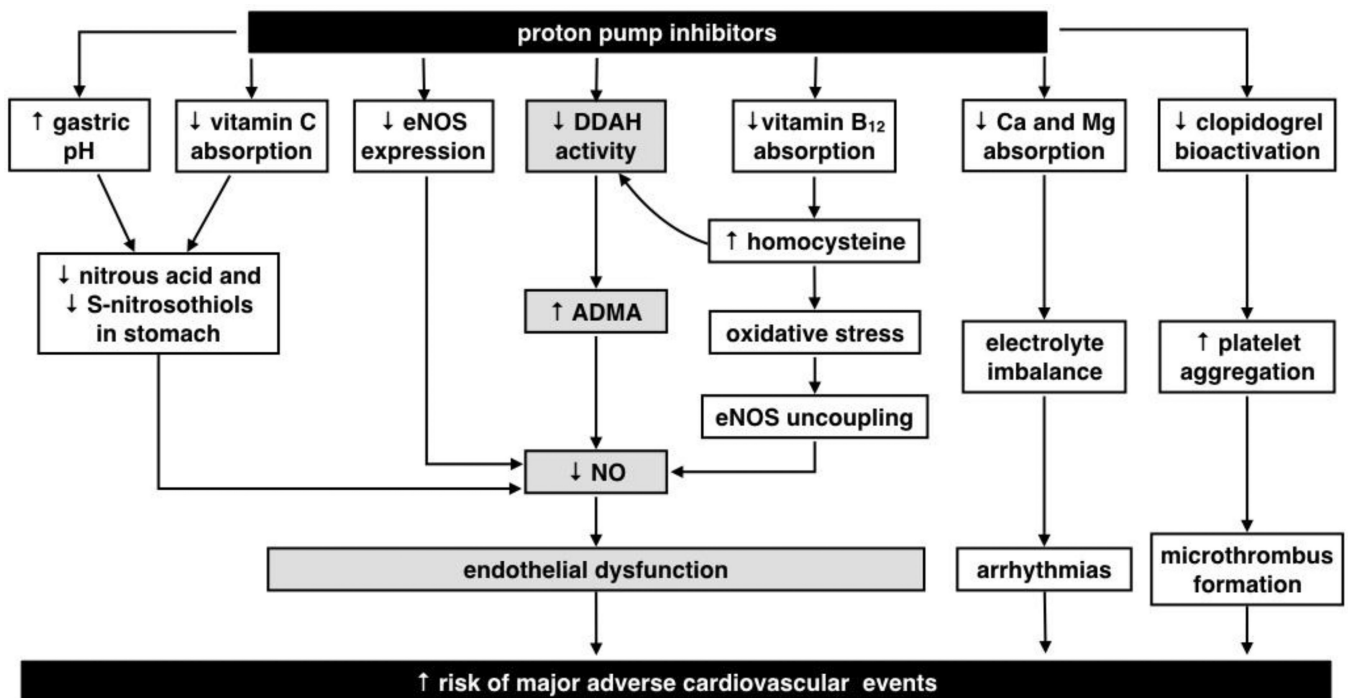 proton pump inhibitors
↑ gastric
pH
↓ vitamin C
absorption
↓ eNOS
expression
↓ DDAH
activity
↓vitamin B₁₂
absorption
↓ Ca and Mg
absorption
↓ clopidogrel
bioactivation
↑ homocysteine
↓ nitrous acid and
↓ S-nitrosothiols
in stomach
↑ ADMA
oxidative stress
electrolyte
imbalance
↑ platelet
aggregation
eNOS uncoupling
↓ NO
endothelial dysfunction
arrhythmias
microthrombus
formation
↑ risk of major adverse cardiovascular events